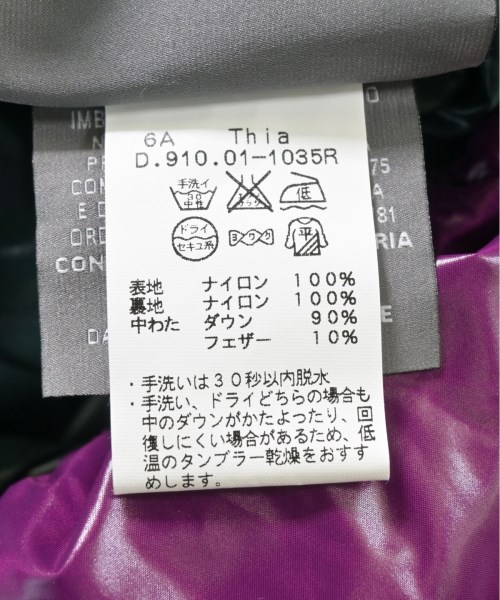 IMB
6A Thia
D.910.01-1035R
75
CON
A
E D
81
ORD
RIA
CON
E
DA
手洗イ
30
中性
低
ドライ
セキユ系
ヨワク
平
表地 ナイロン 100%
裏地 ナイロン 100%
中わた ダウン 90%
フェザー 10%
・手洗いは30秒以内脱水
・手洗い、ドライどちらの場合も
中のダウンがかたよったり、回
復しにくい場合があるため、低
温のタンブラー乾燥をおすす
めします。